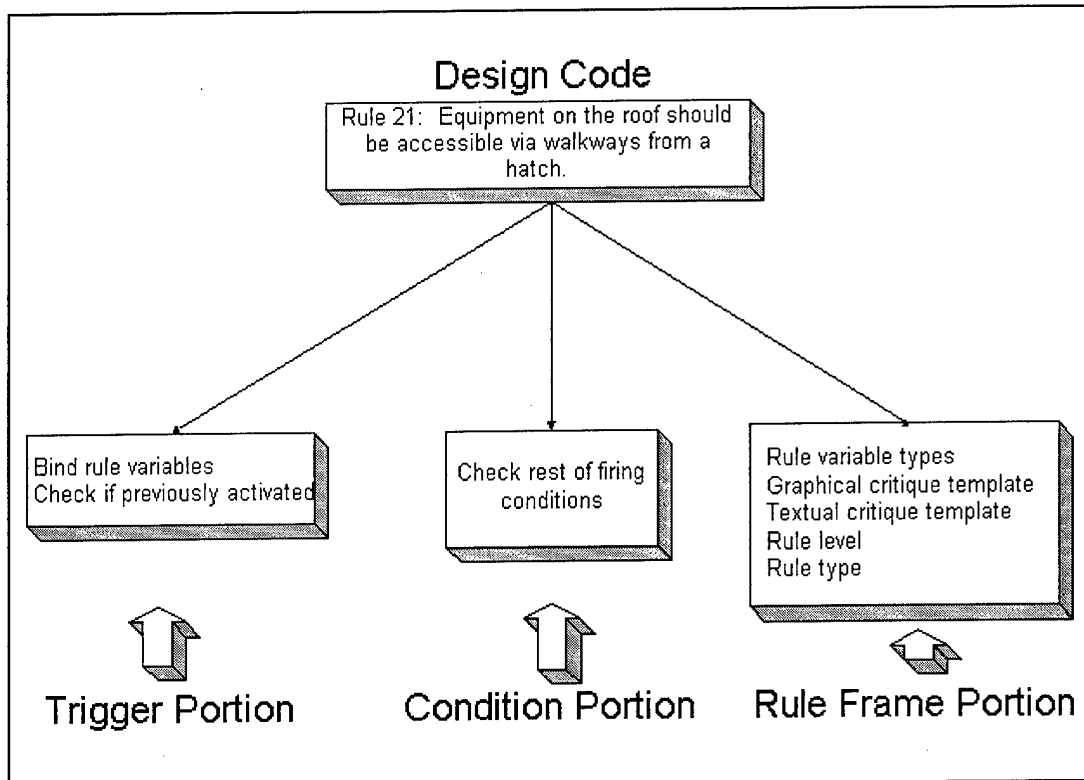 Design Code
Rule 21: Equipment on the roof should
be accessible via walkways from a
hatch.
Bind rule variables
Check if previously activated
Check rest of firing
conditions
Rule variable types
Graphical critique template
Textual critique template
Rule level
Rule type
Trigger Portion
Condition Portion
Rule Frame Portion